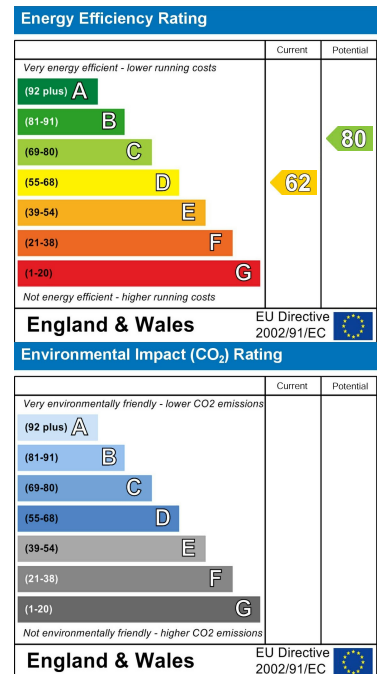 Energy Efficiency Rating
Current Potential
Very energy efficient - lower running costs
(92 plus) A
(81-91) B
(69-80) C
80
(55-68) D
62
(39-54) E
(21-38) F
(1-20) G
Not energy efficient - higher running costs
England & Wales
EU Directive
2002/91/EC
Environmental Impact (CO₂) Rating
Current Potential
Very environmentally friendly - lower CO2 emissions
(92 plus) A
(81-91) B
(69-80) C
(55-68) D
(39-54) E
(21-38) F
(1-20) G
Not environmentally friendly - higher CO2 emissions
England & Wales
EU Directive
2002/91/EC